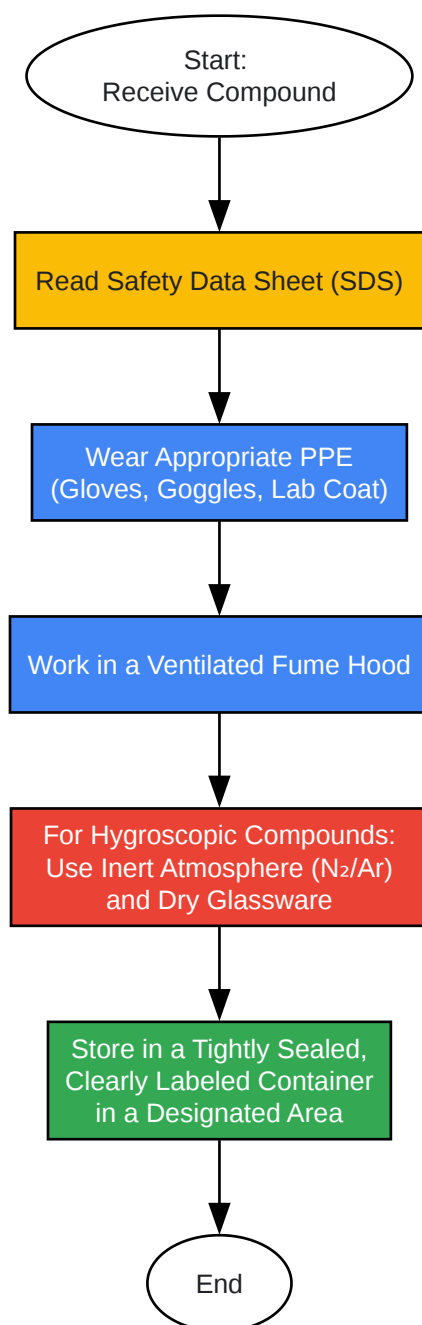 Start:
Receive Compound
Read Safety Data Sheet (SDS)
Wear Appropriate PPE
(Gloves, Goggles, Lab Coat)
Work in a Ventilated Fume Hood
For Hygroscopic Compounds:
Use Inert Atmosphere (N₂/Ar)
and Dry Glassware
Store in a Tightly Sealed,
Clearly Labeled Container
in a Designated Area
End